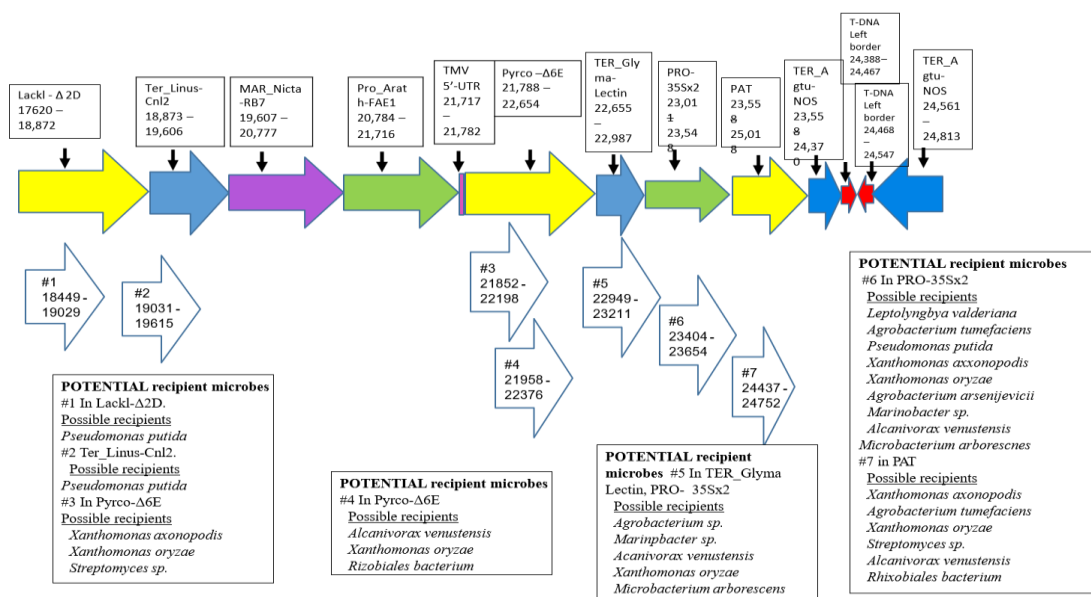 Lackl - Δ 2D
17620 –
18,872
Ter_Linus-
Cnl2
18,873 –
19,606
MAR_Nicta
-RB7
19,607 –
20,777
Pro_Arat
h-FAE1
20,784 –
21,716
TMV
5'-UTR
21,717
–
21,782
Pyrco –Δ6E
21,788 –
22,654
TER_Gly
ma-
Lectin
22,655
–
22,987
PRO-
35Sx2
23,01
1
23,54
8
PAT
23,55
8
25,01
8
TER_A
gtu-
NOS
23,55
8
24,37
0
T-DNA
Left
border
24,388–
24,467
T-DNA
Left
border
24,468
–
24,547
TER_A
gtu-
NOS
24,561
–
24,813
#1
18449 -
19029
#2
19031 -
19615
#3
21852 -
22198
#4
21958 -
22376
#5
22949 -
23211
#6
23404 -
23654
#7
24437 -
24752
POTENTIAL recipient microbes
#1 In Lackl-Δ2D.
Possible recipients
Pseudomonas putida
#2 Ter_Linus-Cnl2.
Possible recipients
Pseudomonas putida
#3 In Pyrco-Δ6E
Possible recipients
Xanthomonas axonopodis
Xanthomonas oryzae
Streptomyces sp.
POTENTIAL recipient microbes
#4 In Pyrco-Δ6E
Possible recipients
Alcanivorax venustensis
Xanthomonas oryzae
Rizobiales bacterium
POTENTIAL recipient
microbes #5 In TER_Glyma
Lectin, PRO- 35Sx2
Possible recipients
Agrobacterium sp.
Marinpbacter sp.
Acanivorax venustensis
Xanthomonas oryzae
Microbacterium arborescens
POTENTIAL recipient microbes
#6 In PRO-35Sx2
Possible recipients
Leptolyngbya valderiana
Agrobacterium tumefaciens
Pseudomonas putida
Xanthomonas axxonopodis
Xanthomonas oryzae
Agrobacterium arsenijevicii
Marinobacter sp.
Alcanivorax venustensis
Microbacterium arborescnes
#7 in PAT
Possible recipients
Xanthomonas axonopodis
Agrobacterium tumefaciens
Xanthomonas oryzae
Streptomyces sp.
Alcanivorax venustensis
Rhixobiales bacterium